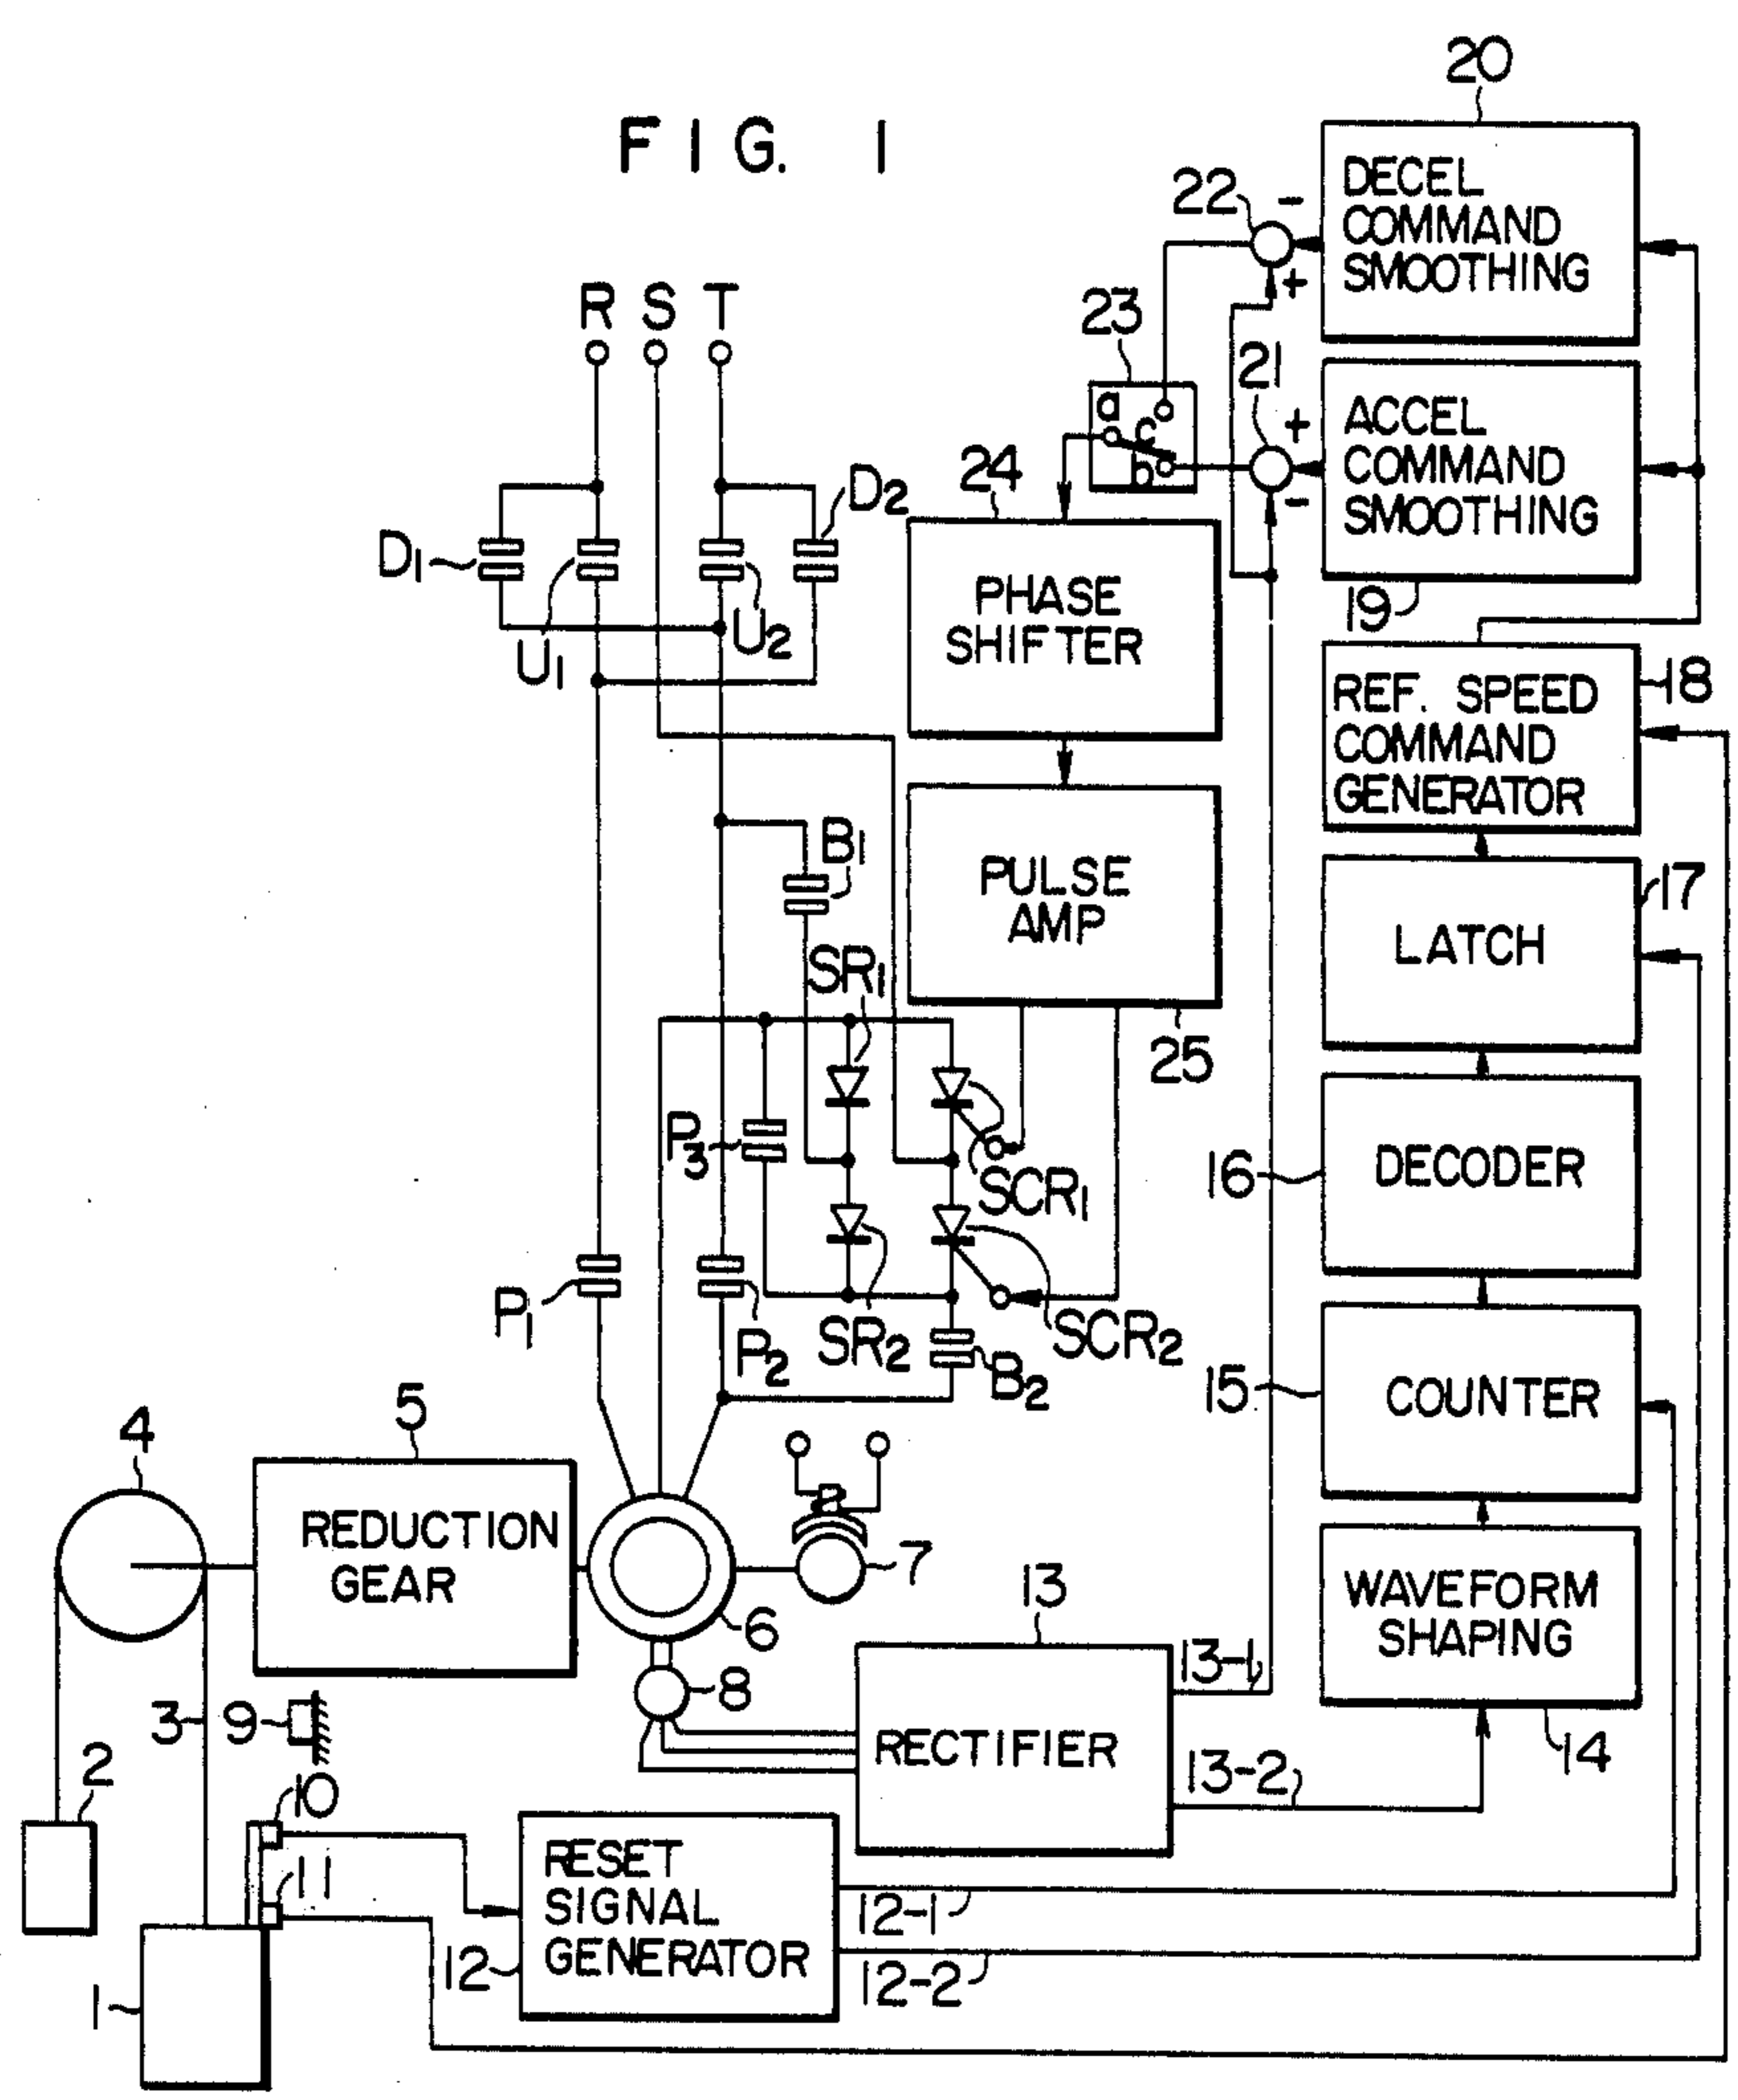 FIG. 1
20
DECEL
COMMAND
SMOOTHING
22
-
+
R S T
23
a
c
b
21
+
-
ACCEL
COMMAND
SMOOTHING
19
24
PHASE
SHIFTER
D1
U1
U2
D2
REF. SPEED
COMMAND
GENERATOR
18
B1
PULSE
AMP
25
LATCH
17
SR1
P3
SCR1
DECODER
16
P1
P2
SR2
SCR2
B2
COUNTER
15
4
5
REDUCTION
GEAR
6
7
8
WAVEFORM
SHAPING
14
13
RECTIFIER
13-1
13-2
3
9
2
10
11
1
RESET
SIGNAL
GENERATOR
12
12-1
12-2